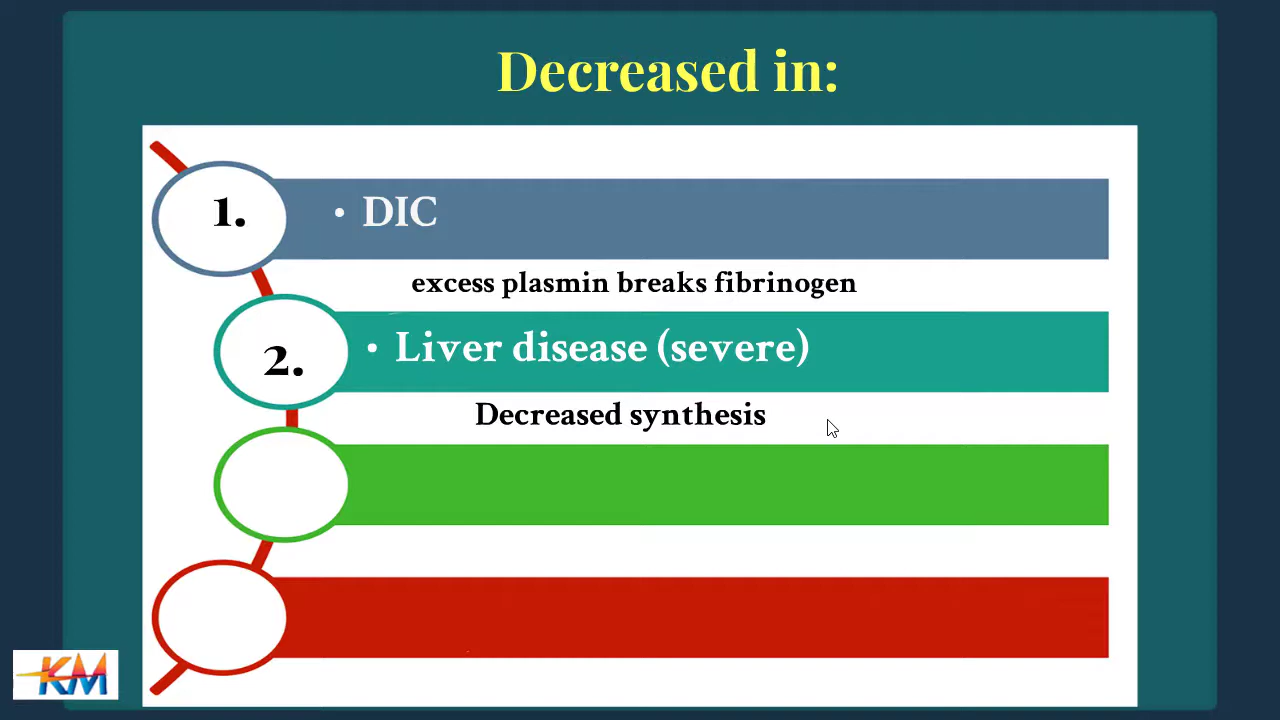 Decreased in:
1.
• DIC
excess plasmin breaks fibrinogen
2.
• Liver disease (severe)
Decreased synthesis
KM